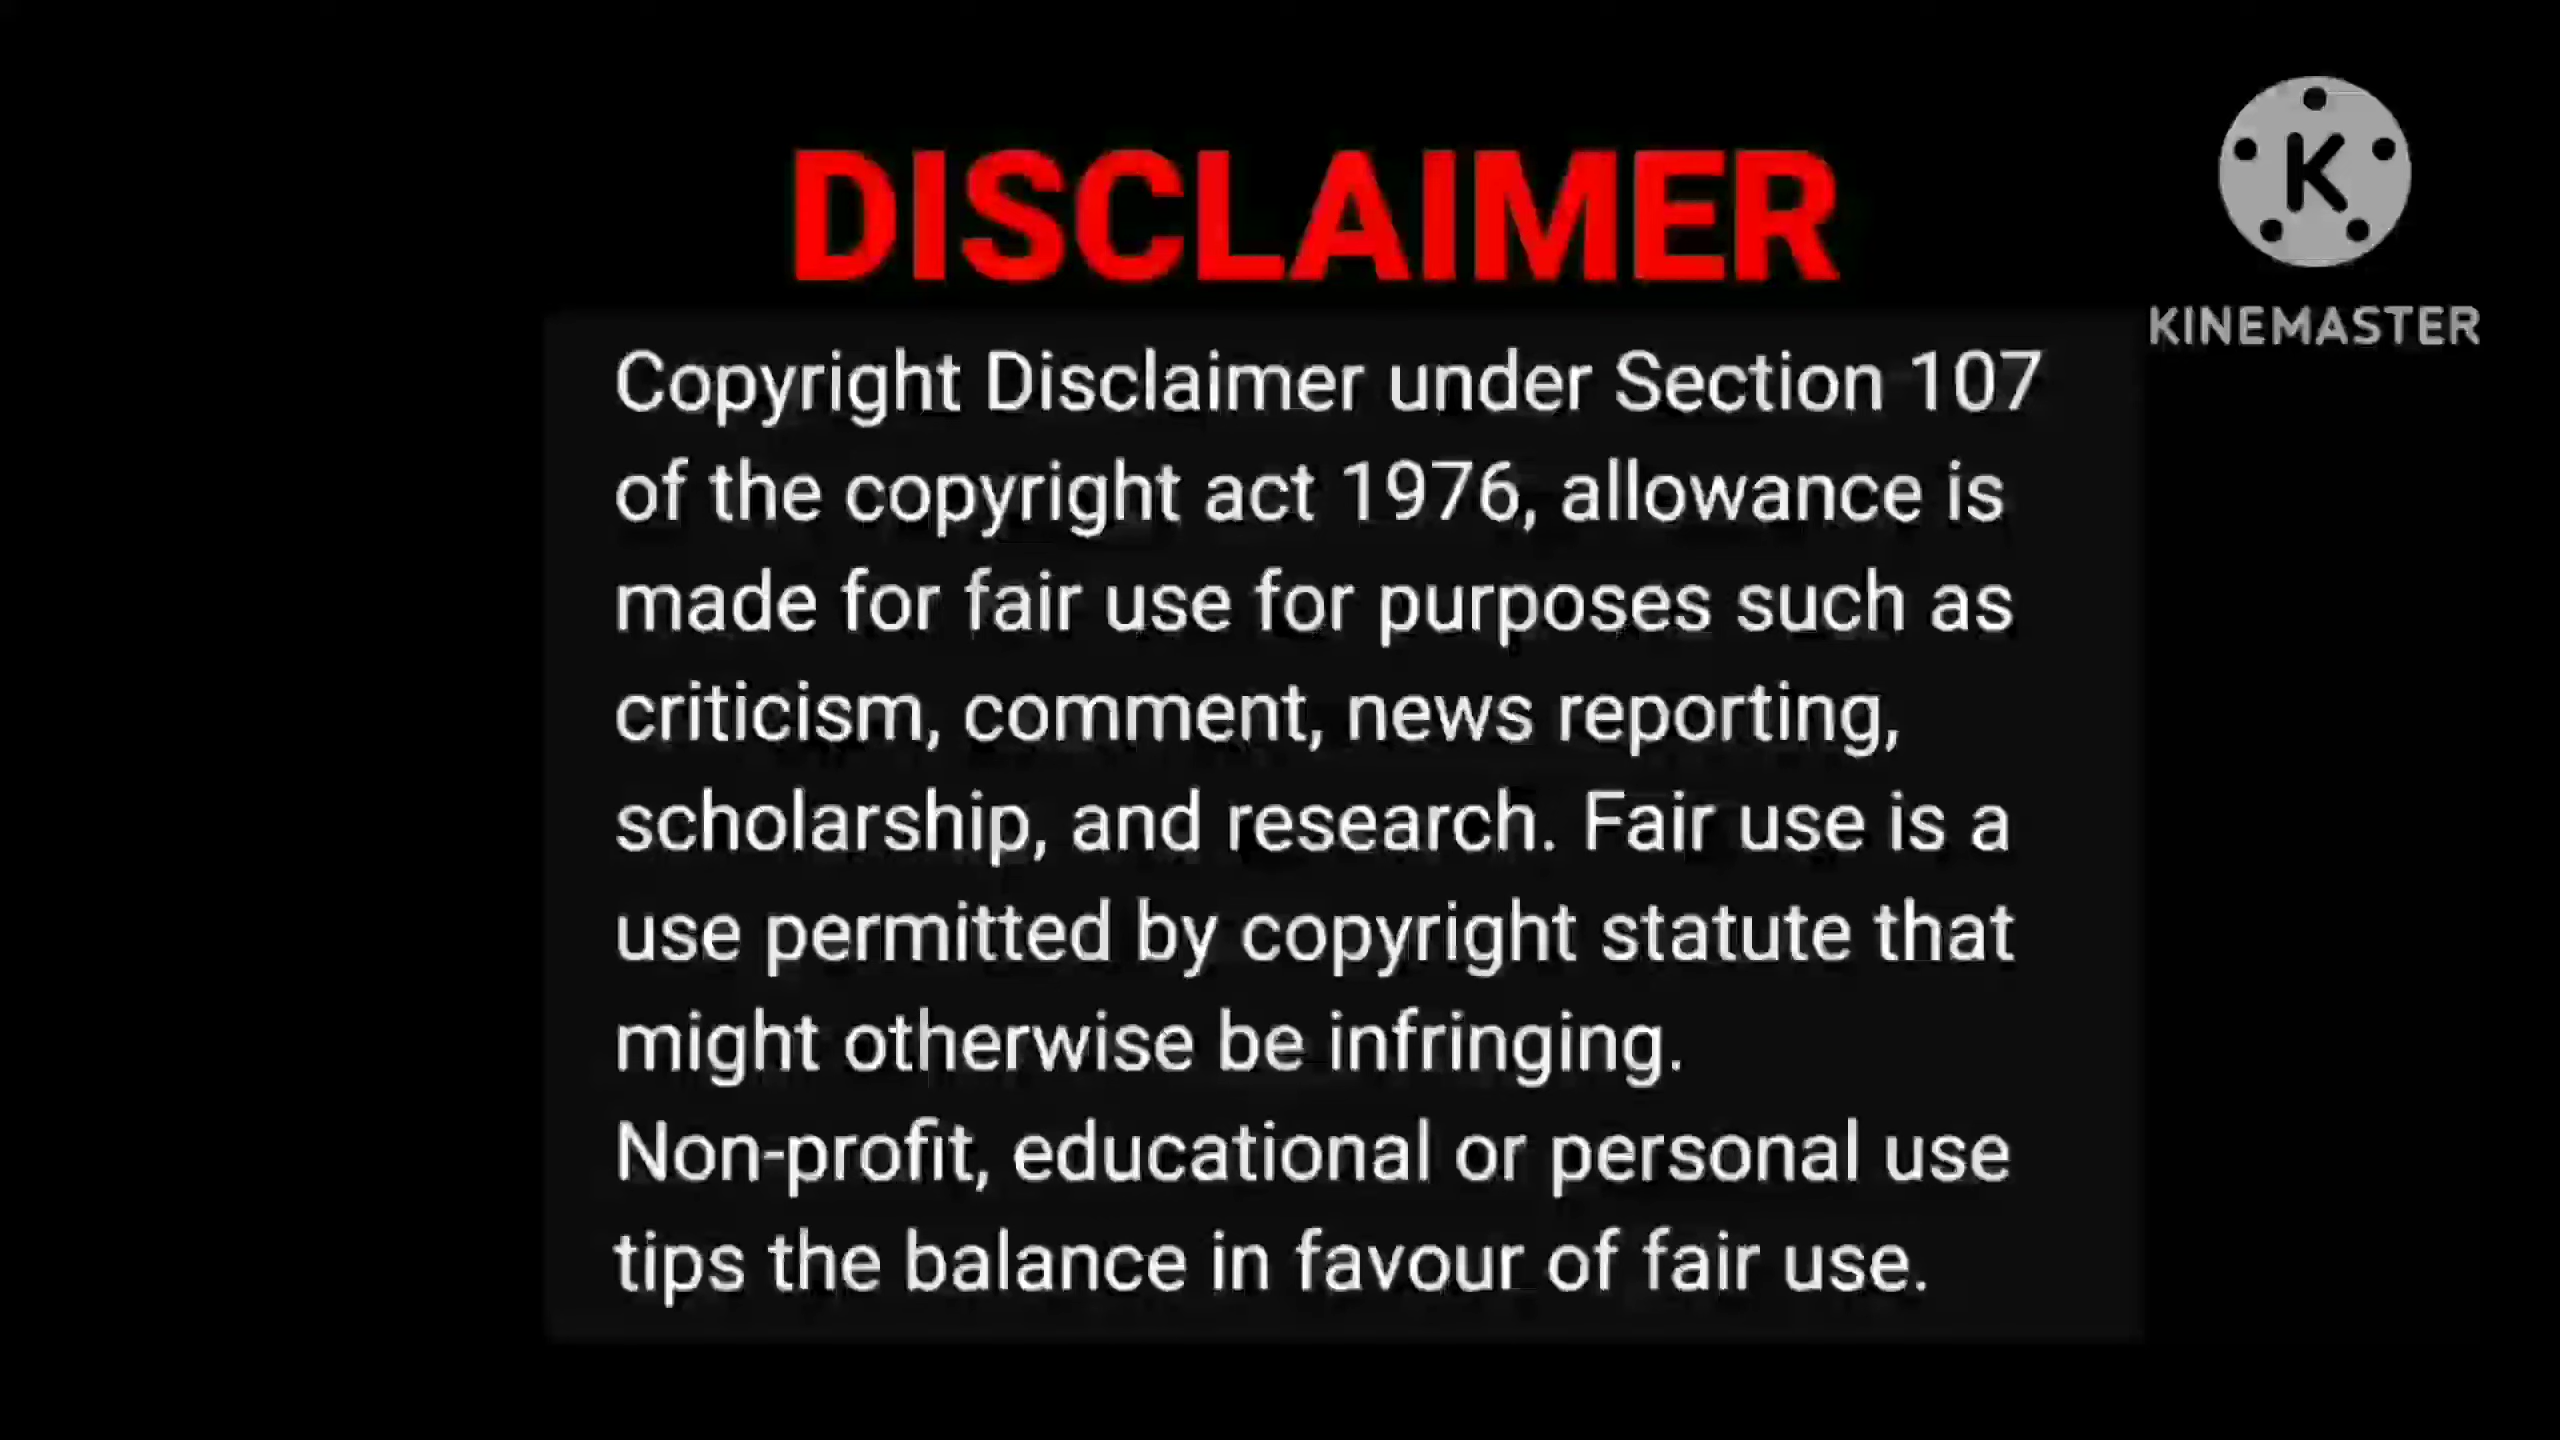 DISCLAIMER
K
KINEMASTER
Copyright Disclaimer under Section 107
of the copyright act 1976, allowance is
made for fair use for purposes such as
criticism, comment, news reporting,
scholarship, and research. Fair use is a
use permitted by copyright statute that
might otherwise be infringing.
Non-profit, educational or personal use
tips the balance in favour of fair use.